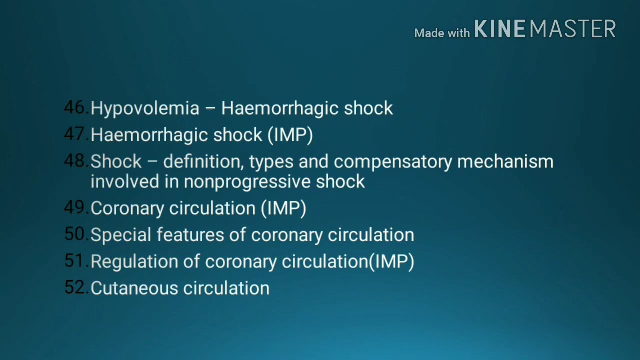 Made with KINEMASTER
46. Hypovolemia – Haemorrhagic shock
47. Haemorrhagic shock (IMP)
48. Shock – definition, types and compensatory mechanism
involved in nonprogressive shock
49. Coronary circulation (IMP)
50. Special features of coronary circulation
51. Regulation of coronary circulation(IMP)
52. Cutaneous circulation